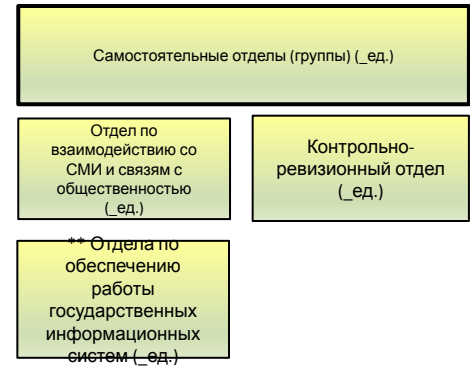 Самостоятельные отделы (группы) (_ед.)
Отдел по
взаимодействию со
СМИ и связям с
общественностью
(_ед.)
Контрольно-
ревизионный отдел
(_ед.)
** Отдела по
обеспечению
работы
государственных
информационных
систем (_ед.)